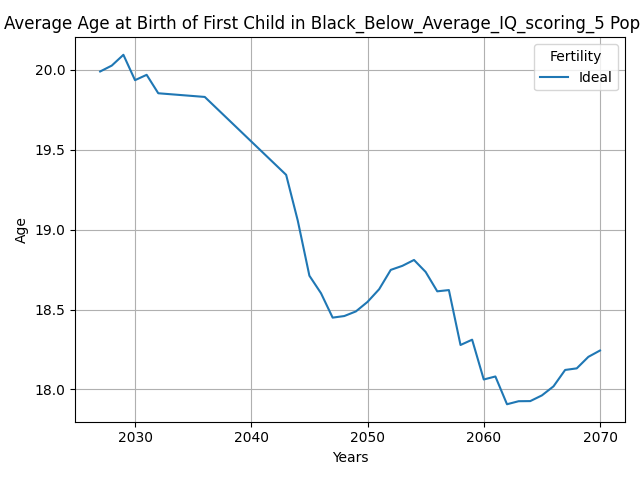 Average Age at Birth of First Child in Black_Below_Average_IQ_scoring_5 Pop
Fertility
Ideal
20.0
19.5
19.0
18.5
18.0
Age
2030 2040 2050 2060 2070
Years